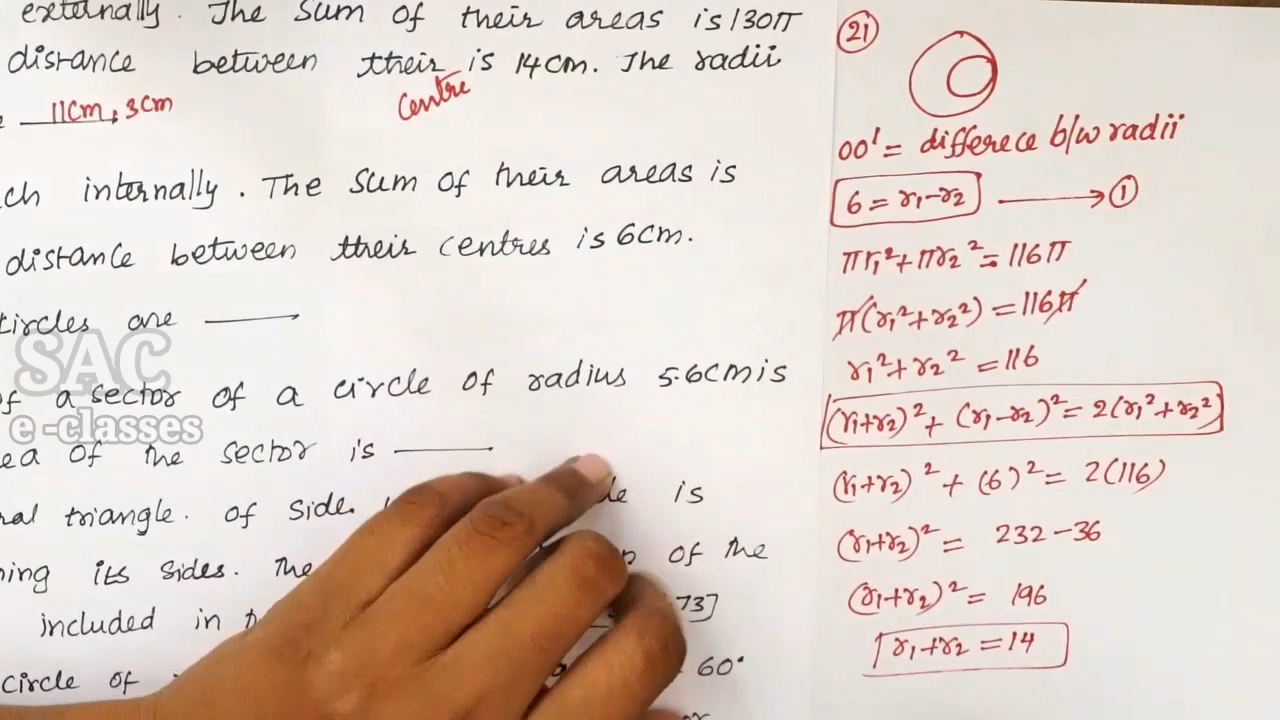 externally. The Sum of their areas is 130π
distance between their is 14cm. The radii
centre
11cm, 3cm
ch internally. The Sum of their areas is
distance between their centres is 6cm.
circles are
SAC
of a sector of a circle of radius 5.6cm is
e-classes
ea of the sector is
ral triangle. of side is
ning its sides. The of the
included in 73]
circle of 60°
21
OO' = differece b/w radii
6 = r₁-r₂ ① 
πr₁²+πr₂² = 116π
π(r₁²+r₂²) = 116π
r₁²+r₂² = 116
(r₁+r₂)²+(r₁-r₂)² = 2(r₁²+r₂²)
(r₁+r₂)²+(6)² = 2(116)
(r₁+r₂)² = 232-36
(r₁+r₂)² = 196
r₁+r₂ = 14